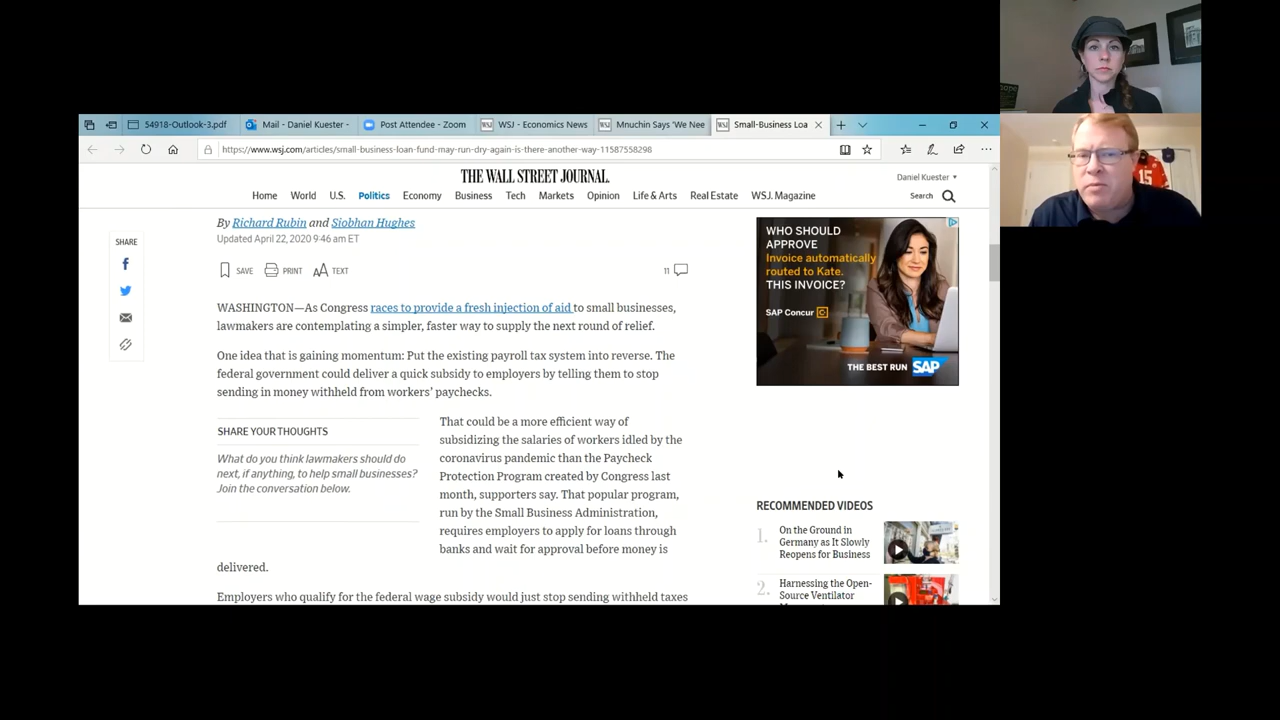 54918-Outlook-3.pdf
Mail - Daniel Kuester -
Post Attendee - Zoom
WSJ - Economics News
Mnuchin Says 'We Nee
Small-Business Loa
https://www.wsj.com/articles/small-business-loan-fund-may-run-dry-again-is-there-another-way-11587558298
THE WALL STREET JOURNAL.
Daniel Kuester
Home World U.S. Politics Economy Business Tech Markets Opinion Life & Arts Real Estate WSJ. Magazine
Search
By Richard Rubin and Siobhan Hughes
Updated April 22, 2020 9:46 am ET
SHARE
SAVE PRINT TEXT
11
WASHINGTON—As Congress races to provide a fresh injection of aid to small businesses,
lawmakers are contemplating a simpler, faster way to supply the next round of relief.
One idea that is gaining momentum: Put the existing payroll tax system into reverse. The
federal government could deliver a quick subsidy to employers by telling them to stop
sending in money withheld from workers' paychecks.
SHARE YOUR THOUGHTS
What do you think lawmakers should do
next, if anything, to help small businesses?
Join the conversation below.
That could be a more efficient way of
subsidizing the salaries of workers idled by the
coronavirus pandemic than the Paycheck
Protection Program created by Congress last
month, supporters say. That popular program,
run by the Small Business Administration,
requires employers to apply for loans through
banks and wait for approval before money is
delivered.
Employers who qualify for the federal wage subsidy would just stop sending withheld taxes
WHO SHOULD
APPROVE
Invoice automatically
routed to Kate.
THIS INVOICE?
SAP Concur C
THE BEST RUN SAP
RECOMMENDED VIDEOS
1. On the Ground in
Germany as It Slowly
Reopens for Business
2. Harnessing the Open-
Source Ventilator
15